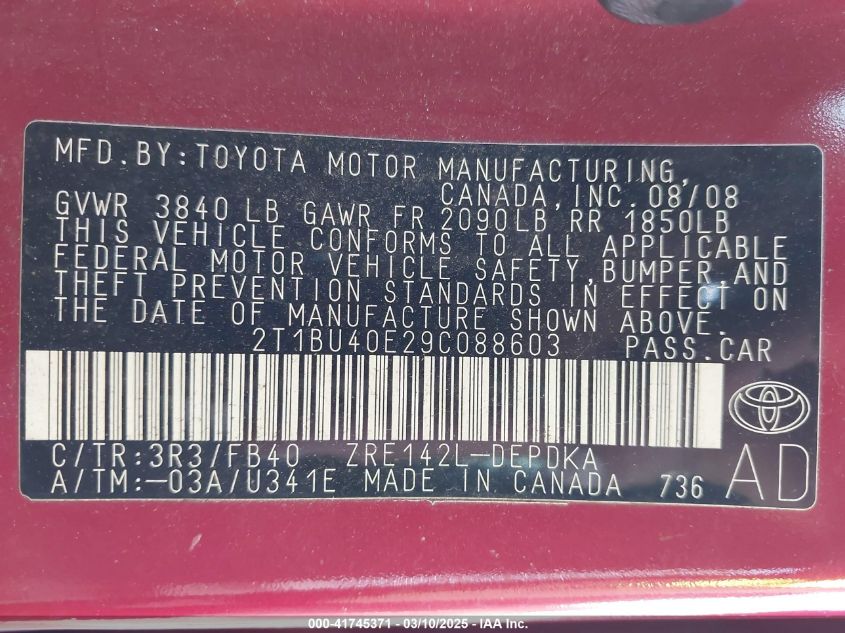 MFD.BY:TOYOTA MOTOR MANUFACTURING,
CANADA,INC. 08/08
GVWR 3840 LB GAWR FR 2090LB RR 1850LB
THIS VEHICLE CONFORMS TO ALL APPLICABLE
FEDERAL MOTOR VEHICLE SAFETY,BUMPER AND
THEFT PREVENTION STANDARDS IN EFFECT ON
THE DATE OF MANUFACTURE SHOWN ABOVE.
2T1BU40E29C088603 PASS.CAR
C/TR:3R3/FB40 ZRE142L-DEPDKA
A/TM:-03A/U341E MADE IN CANADA 736
AD
000-41745371 - 03/10/2025 - IAA Inc.